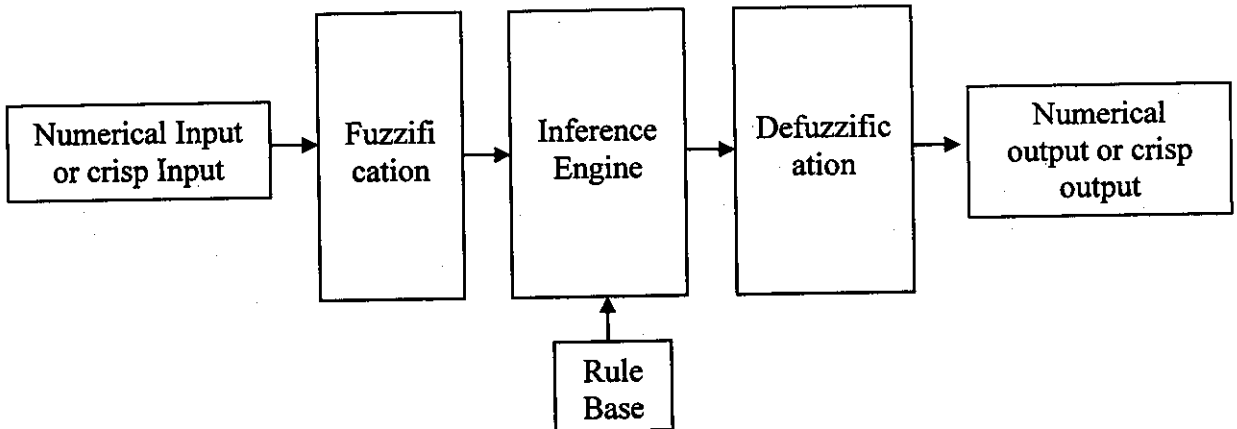 Numerical Input
or crisp Input
Fuzzifi
cation
Inference
Engine
Defuzzific
ation
Numerical
output or crisp
output
Rule
Base